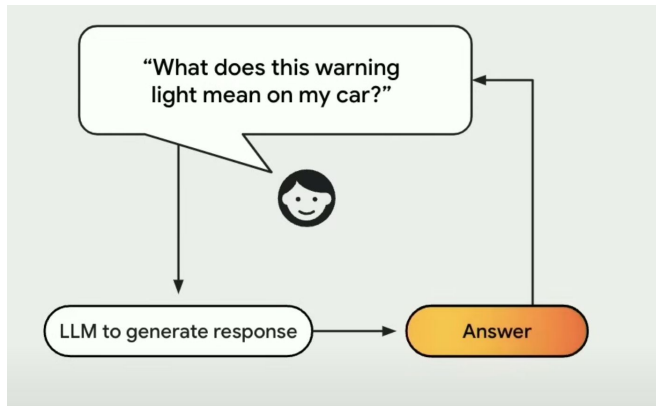 “What does this warning
light mean on my car?”
LLM to generate response
Answer